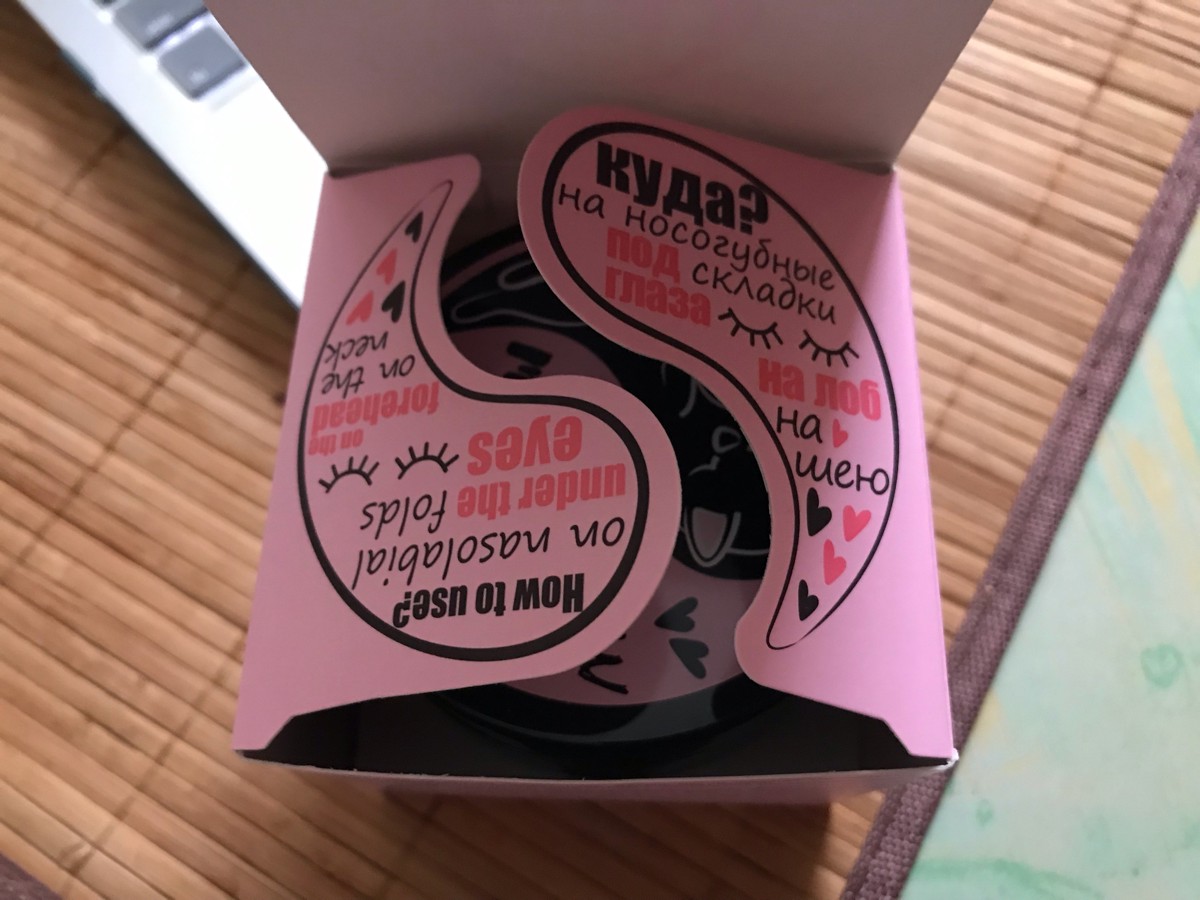 куда?
на носогубные
под складки
глаза
на лоб
на
шею
How to use?
on nasolabial
under the folds
eyes
on the
forehead
on the
neck